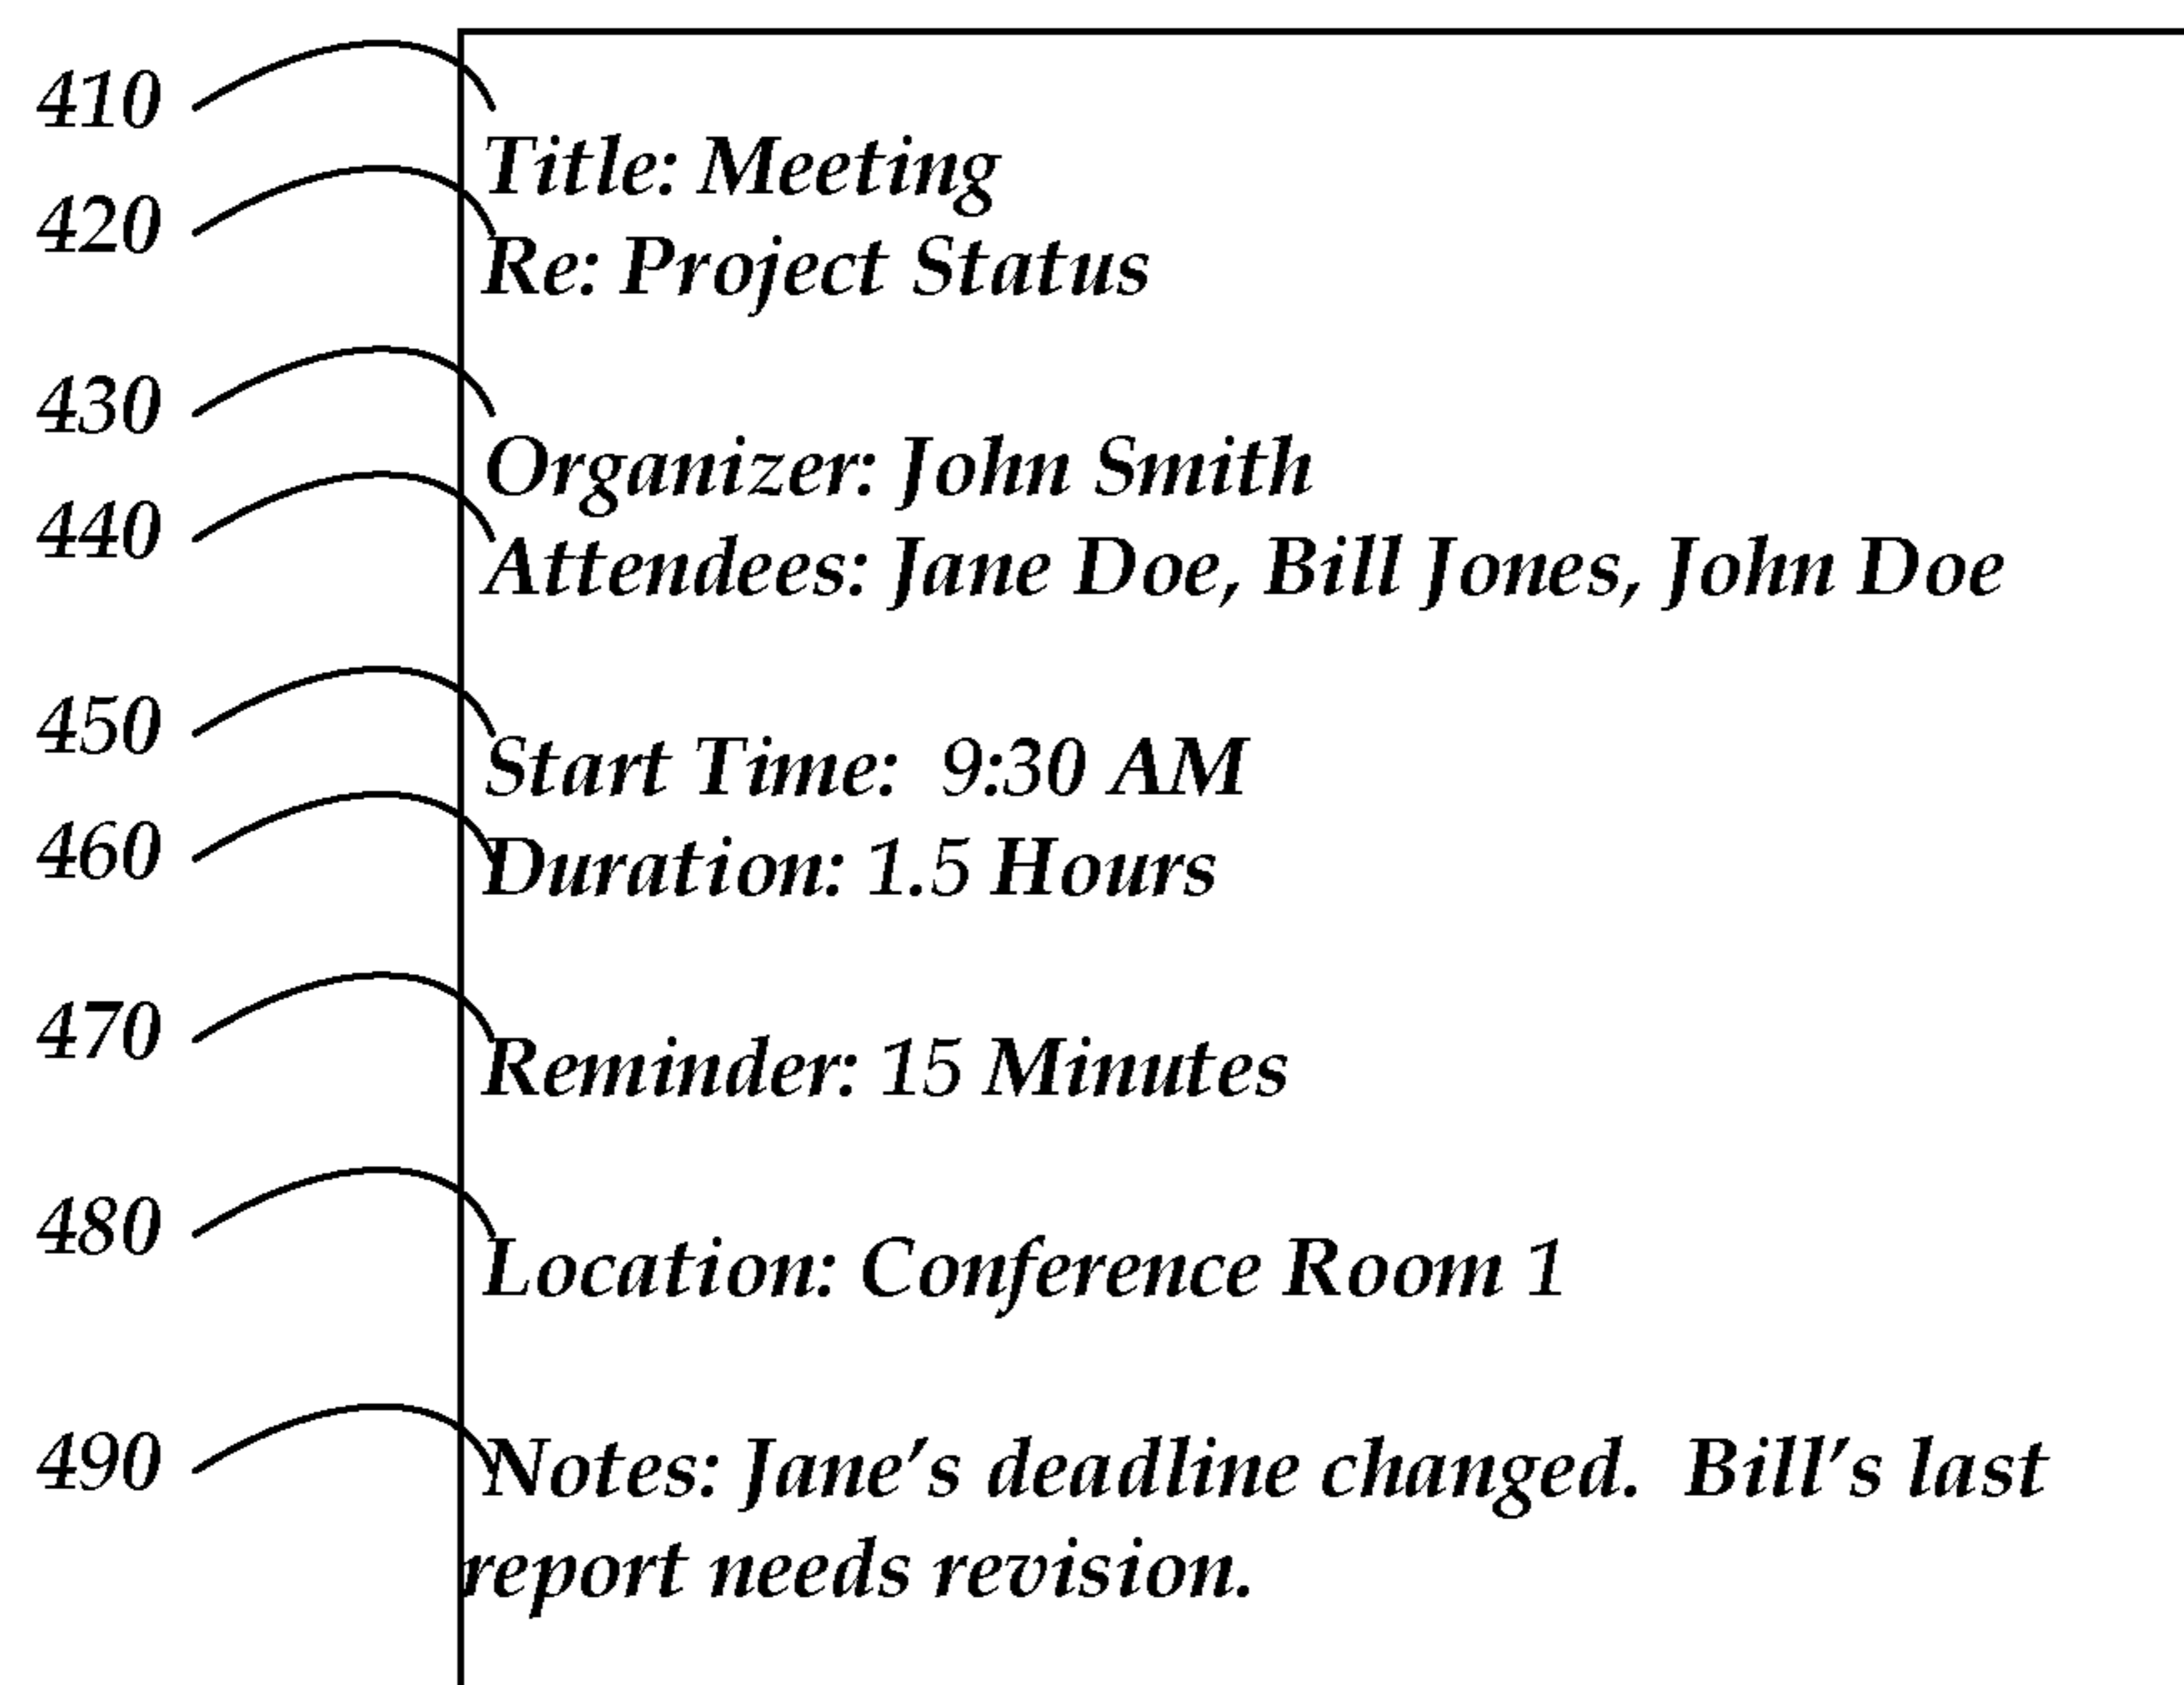 410
Title: Meeting
420
Re: Project Status
430
Organizer: John Smith
440
Attendees: Jane Doe, Bill Jones, John Doe
450
Start Time:  9:30 AM
460
Duration: 1.5 Hours
470
Reminder: 15 Minutes
480
Location: Conference Room 1
490
Notes: Jane's deadline changed.  Bill's last
report needs revision.